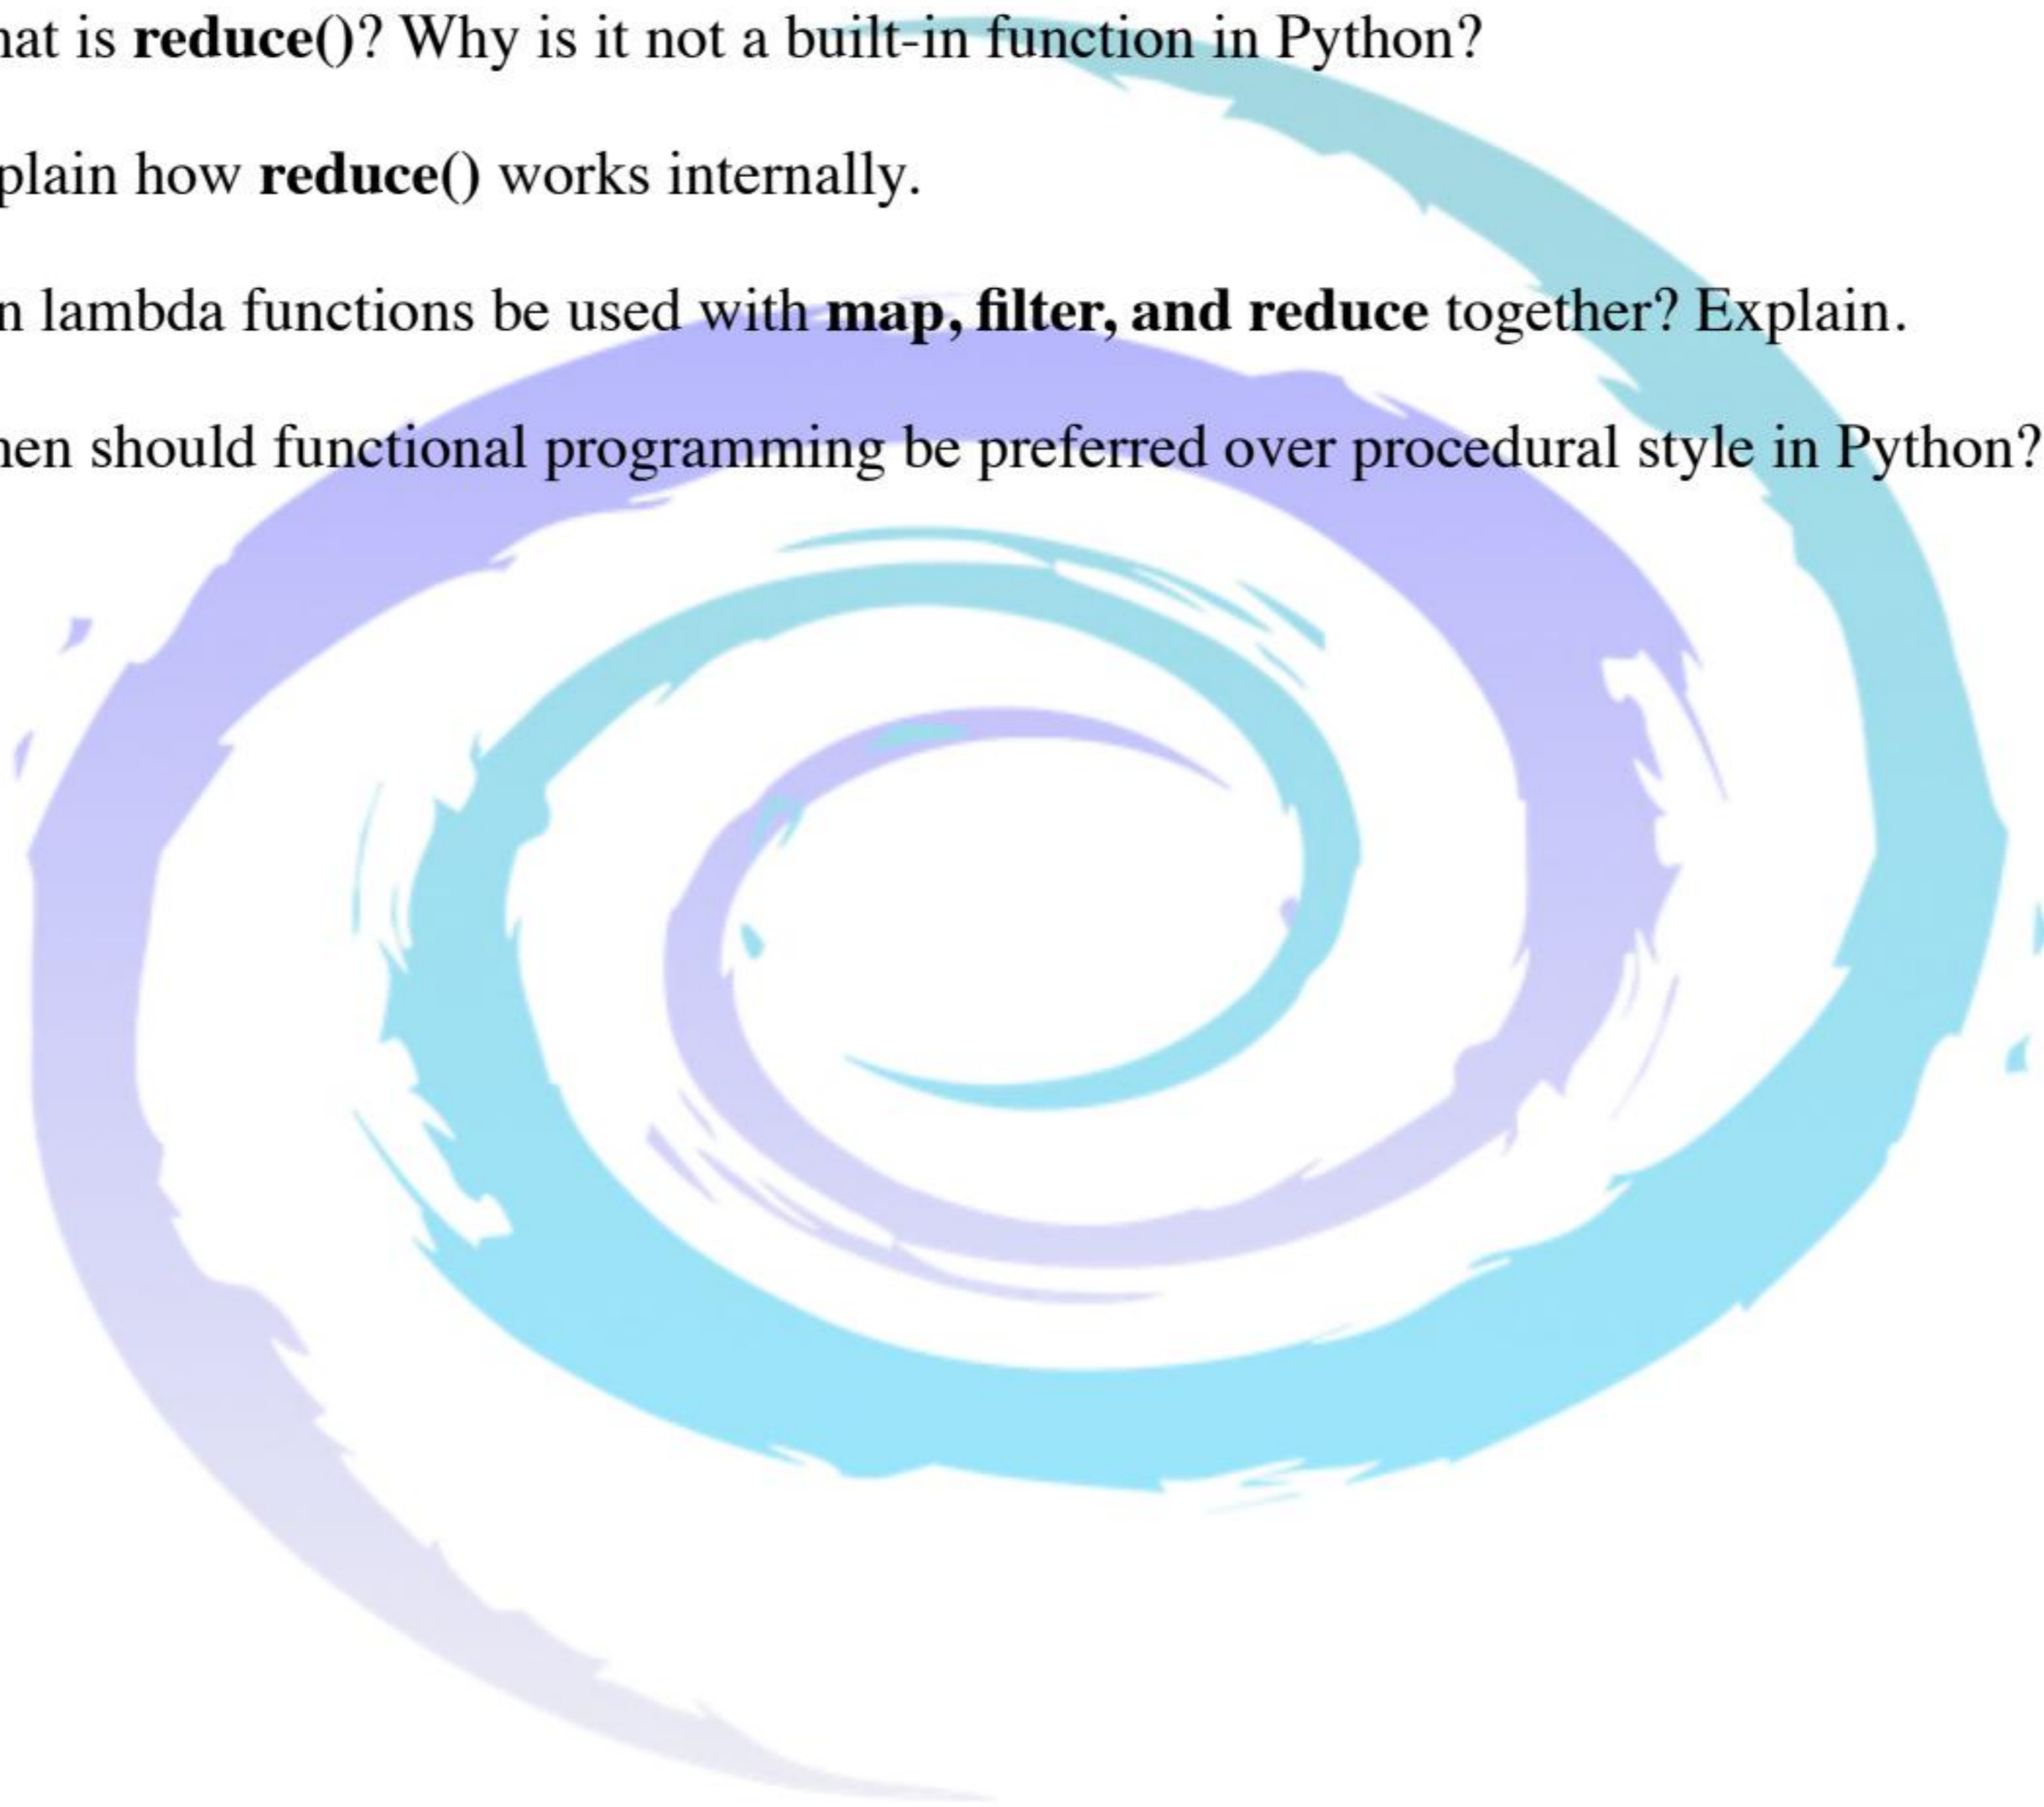 hat is reduce()? Why is it not a built-in function in Python?
plain how reduce() works internally.
n lambda functions be used with map, filter, and reduce together? Explain.
hen should functional programming be preferred over procedural style in Python?